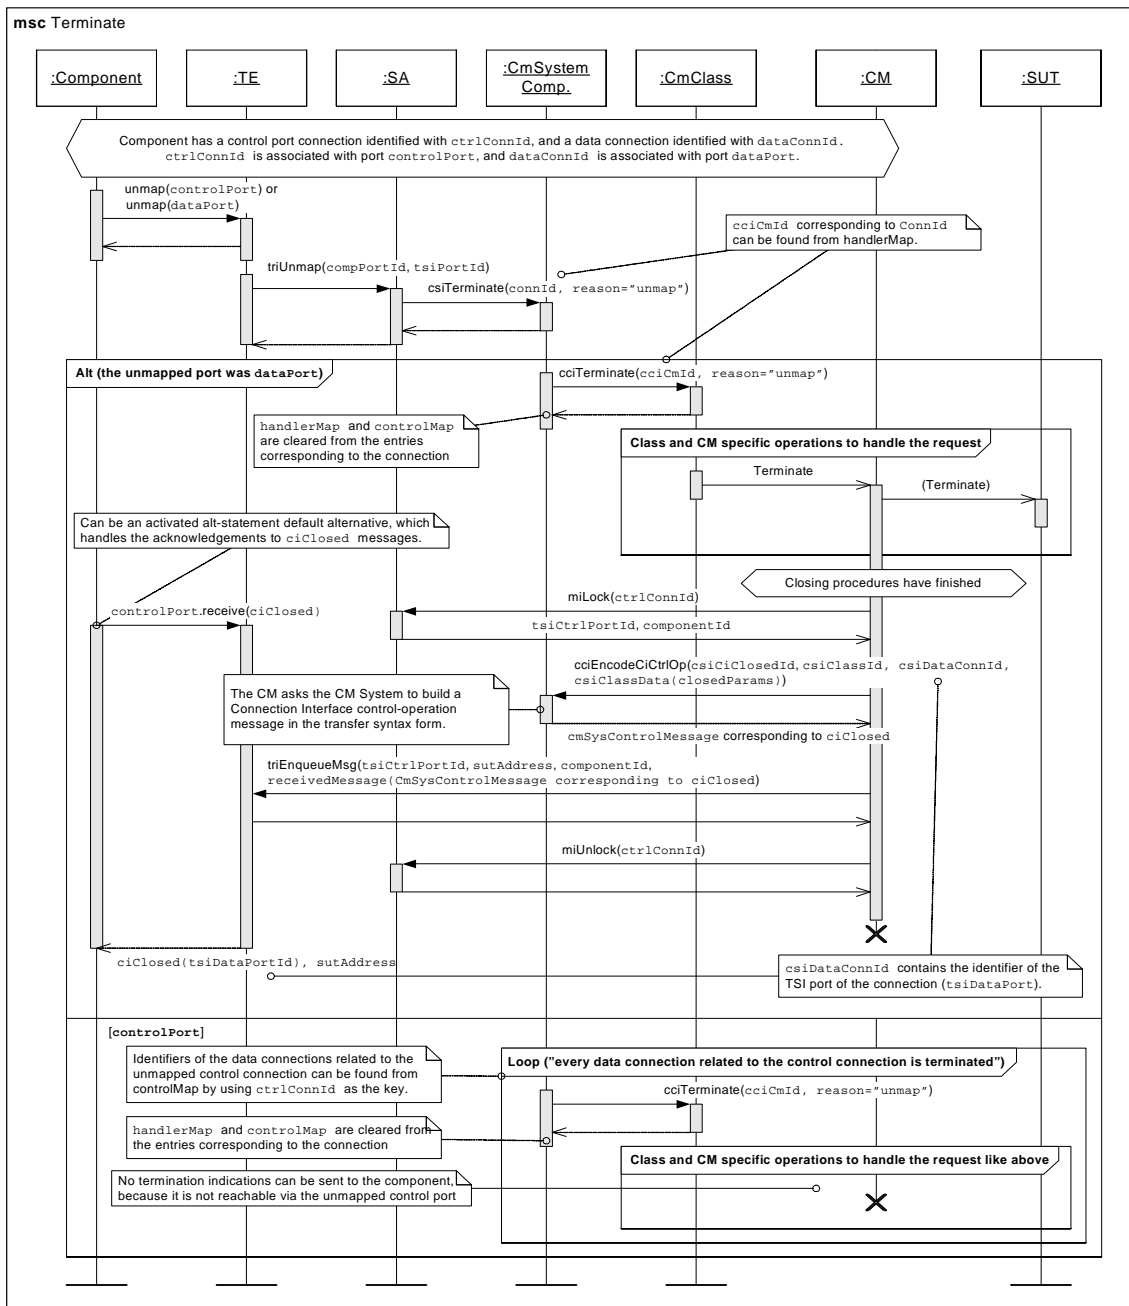 msc Terminate
:Component
:TE
:SA
:CmSystem
Comp.
:CmClass
:CM
:SUT
Component has a control port connection identified with ctrlConnId, and a data connection identified with dataConnId.
ctrlConnId is associated with port controlPort, and dataConnId is associated with port dataPort.
unmap(controlPort) or
unmap(dataPort)
cciCmId corresponding to ConnId
can be found from handlerMap.
triUnmap(compPortId, tsiPortId)
csiTerminate(connId, reason="unmap")
Alt (the unmapped port was dataPort)
cciTerminate(cciCmId, reason="unmap")
handlerMap and controlMap
are cleared from the entries
corresponding to the connection
Class and CM specific operations to handle the request
Terminate
(Terminate)
Can be an activated alt-statement default alternative, which
handles the acknowledgements to ciClosed messages.
Closing procedures have finished
controlPort.receive(ciClosed)
miLock(ctrlConnId)
tsiCtrlPortId, componentId
cciEncodeCiCtrlOp(csiCiClosedId, csiClassId, csiDataConnId,
csiClassData(closedParams))
The CM asks the CM System to build a
Connection Interface control-operation
message in the transfer syntax form.
cmSysControlMessage corresponding to ciClosed
triEnqueueMsg(tsiCtrlPortId, sutAddress, componentId,
receivedMessage(CmSysControlMessage corresponding to ciClosed)
miUnlock(ctrlConnId)
ciClosed(tsiDataPortId), sutAddress
csiDataConnId contains the identifier of the
TSI port of the connection (tsiDataPort).
[controlPort]
Identifiers of the data connections related to the
unmapped control connection can be found from
controlMap by using ctrlConnId as the key.
Loop ("every data connection related to the control connection is terminated")
cciTerminate(cciCmId, reason="unmap")
handlerMap and controlMap are cleared from
the entries corresponding to the connection
Class and CM specific operations to handle the request like above
No termination indications can be sent to the component,
because it is not reachable via the unmapped control port